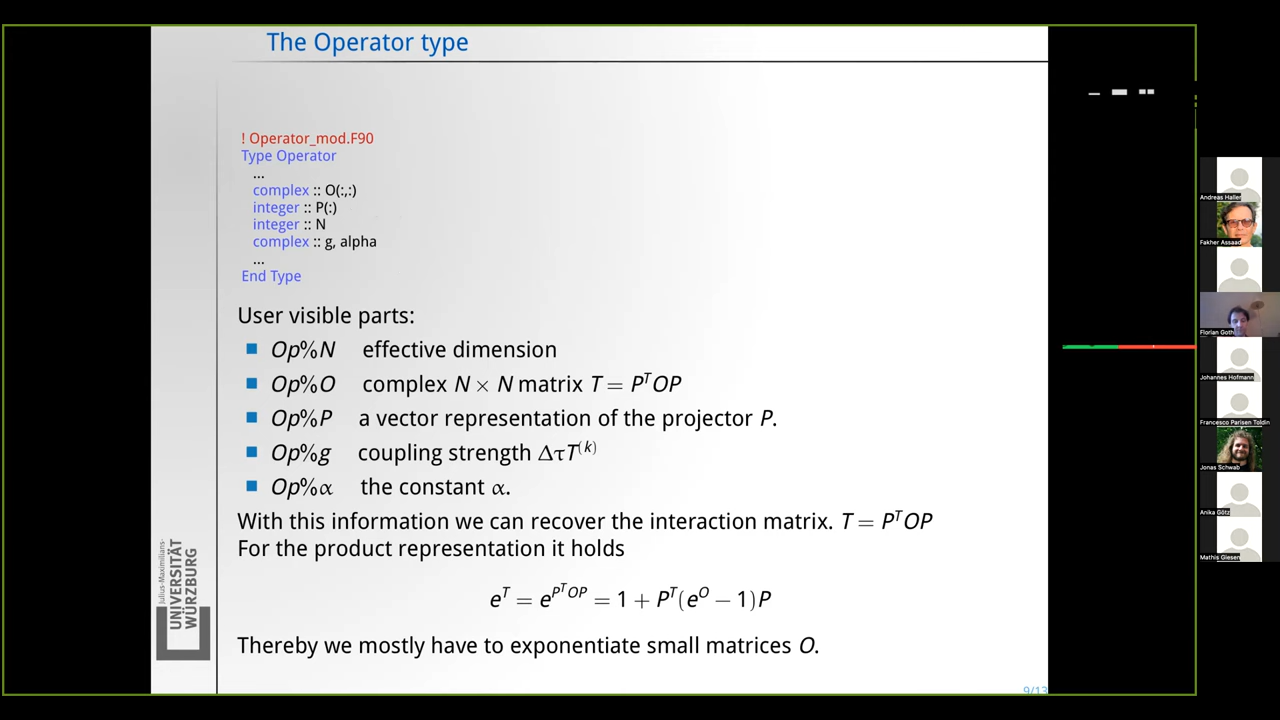 The Operator type
! Operator_mod.F90
Type Operator
...
complex :: O(:,:)
integer :: P(:)
integer :: N
complex :: g, alpha
...
End Type
User visible parts:
Op%N effective dimension
Op%O complex N × N matrix T = PᵀOP
Op%P a vector representation of the projector P.
Op%g coupling strength ΔτT⁽ᵏ⁾
Op%α the constant α.
With this information we can recover the interaction matrix. T = PᵀOP
For the product representation it holds
e^T = e^{P^T OP} = 1 + P^T(e^O − 1)P
Thereby we mostly have to exponentiate small matrices O.
9/13
Julius-Maximilians-
UNIVERSITÄT
WÜRZBURG
Andreas Haller
Fakher Assaad
Florian Goth
Johannes Hofmann
Francesco Parisen Toldin
Jonas Schwab
Anika Götz
Mathis Giesen